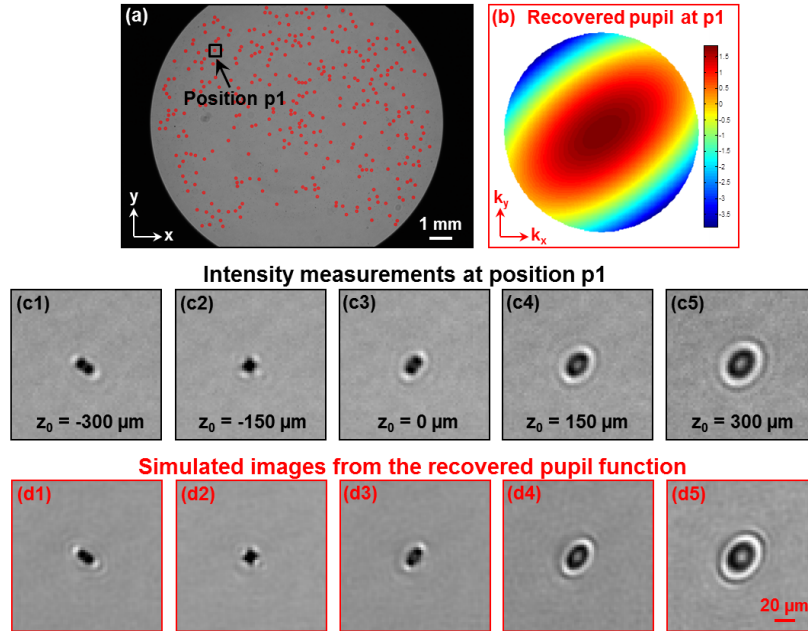 (a)
Position p1
y
x
1 mm
(b) Recovered pupil at p1
1.5
1
0.5
0
-0.5
-1
-1.5
-2
-2.5
-3
-3.5
ky
kx
Intensity measurements at position p1
(c1) (c2) (c3) (c4) (c5)
z0 = -300 µm z0 = -150 µm z0 = 0 µm z0 = 150 µm z0 = 300 µm
Simulated images from the recovered pupil function
(d1) (d2) (d3) (d4) (d5)
20 µm